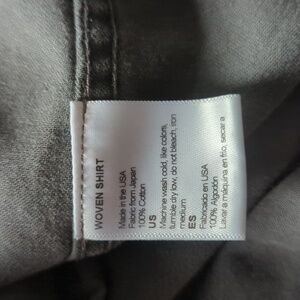 WOVEN SHIRT
Made in the USA
Fabric from Japan
100% Cotton
US
Machine wash cold, like colors,
tumble dry low, do not bleach, iron
medium
ES
Fabricado en USA
100% Algodón
Lavar a máquina en frío, secar a